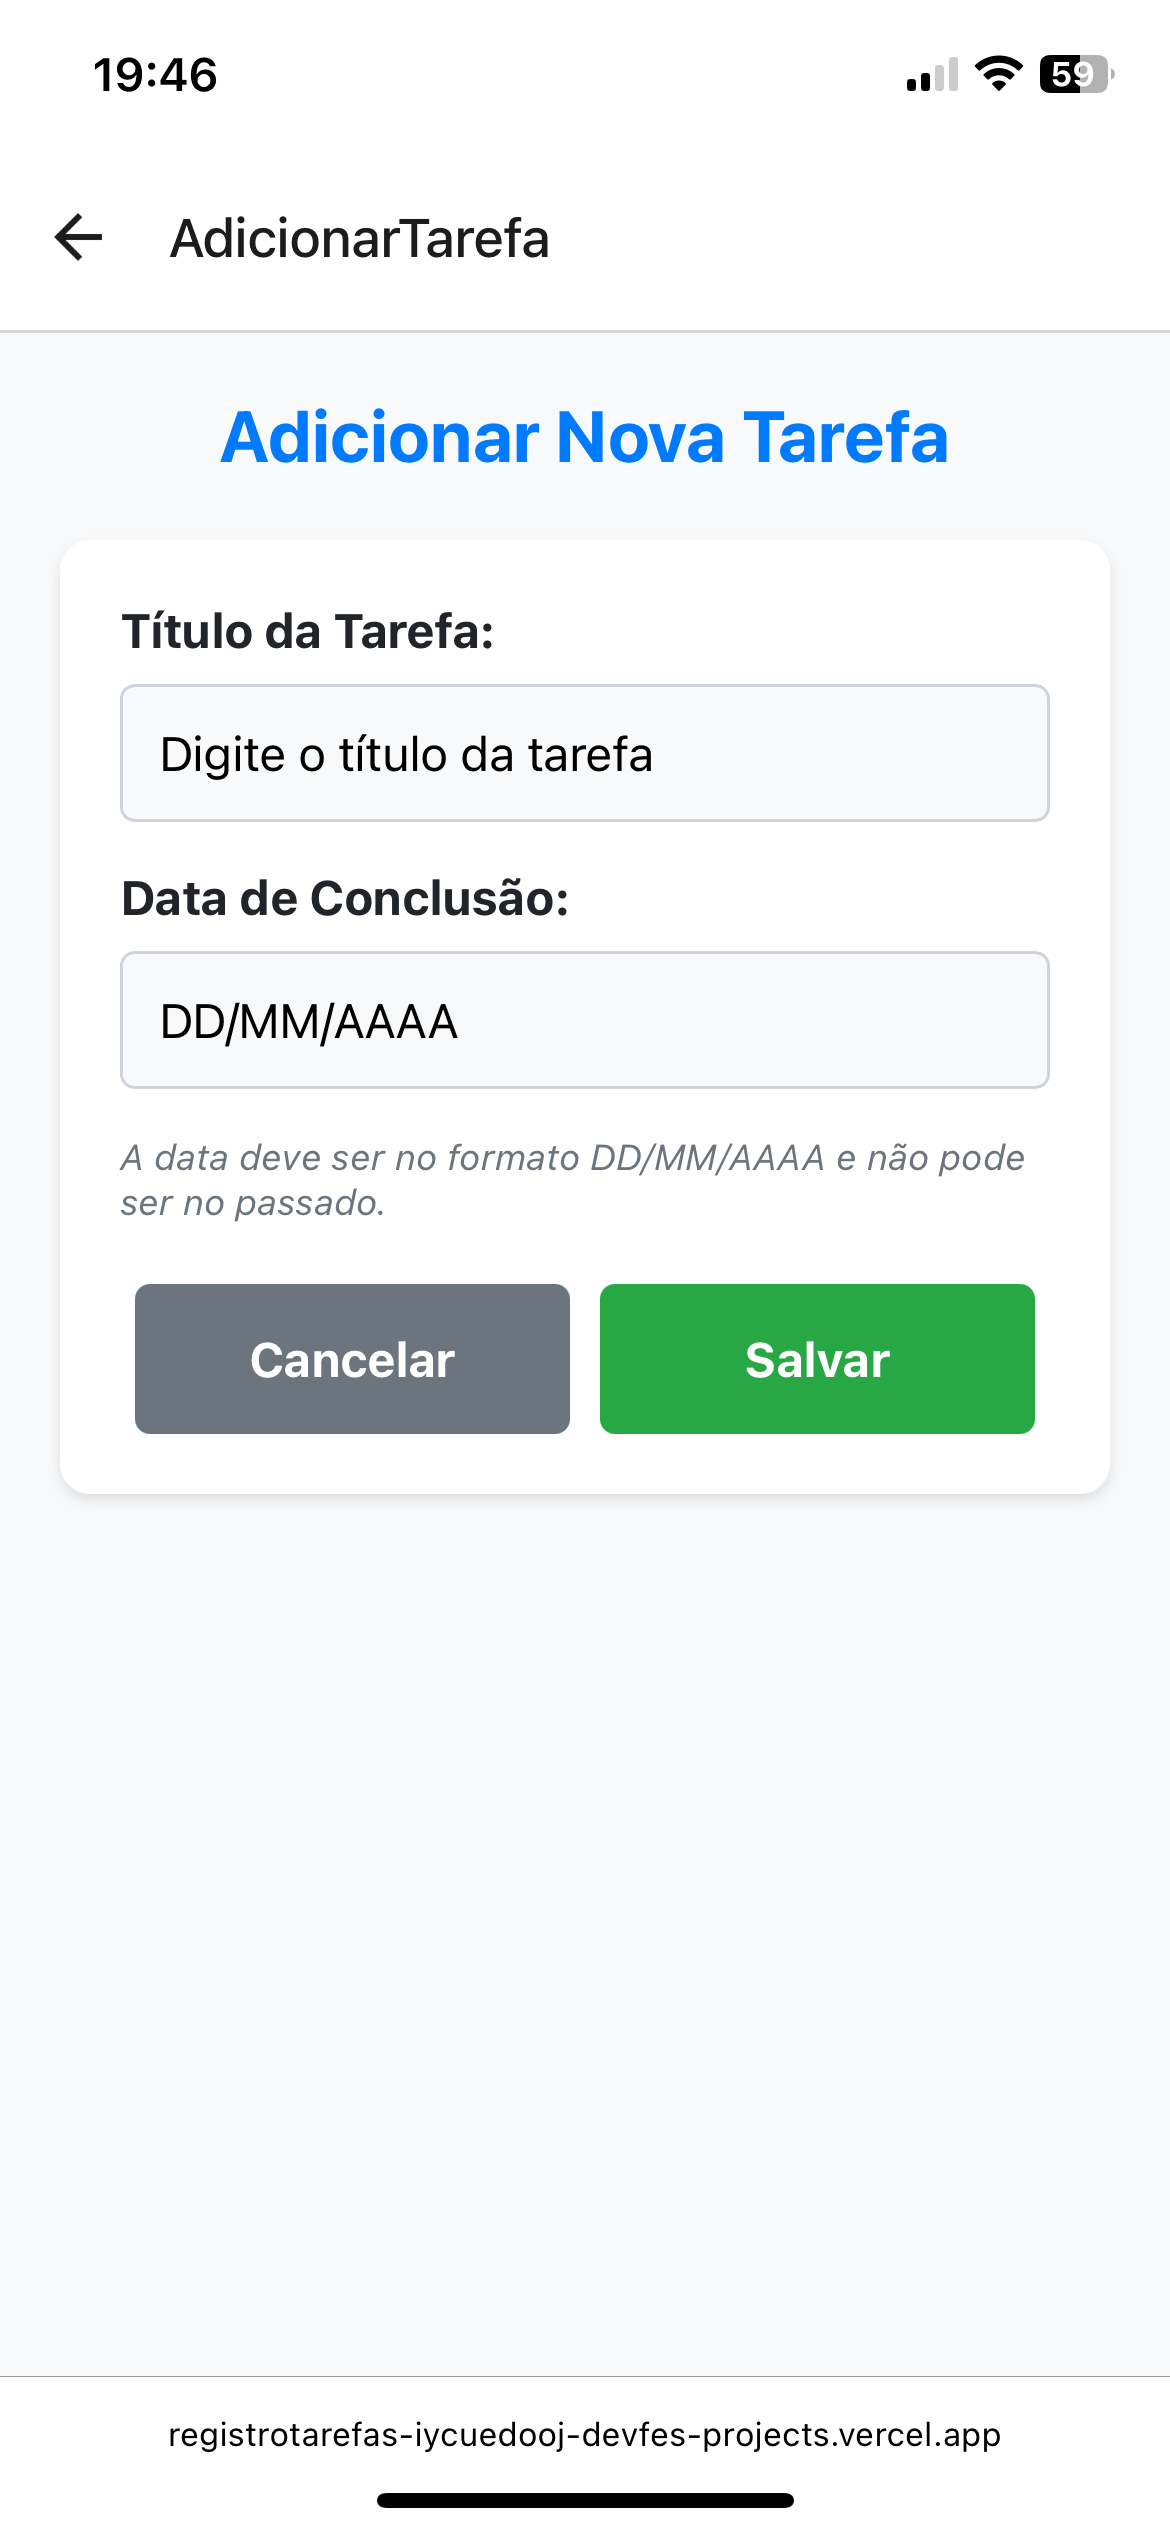 19:46
59
AdicionarTarefa
Adicionar Nova Tarefa
Título da Tarefa:
Digite o título da tarefa
Data de Conclusão:
DD/MM/AAAA
A data deve ser no formato DD/MM/AAAA e não pode
ser no passado.
Cancelar
Salvar
registrotarefas-iycuedooj-devfes-projects.vercel.app